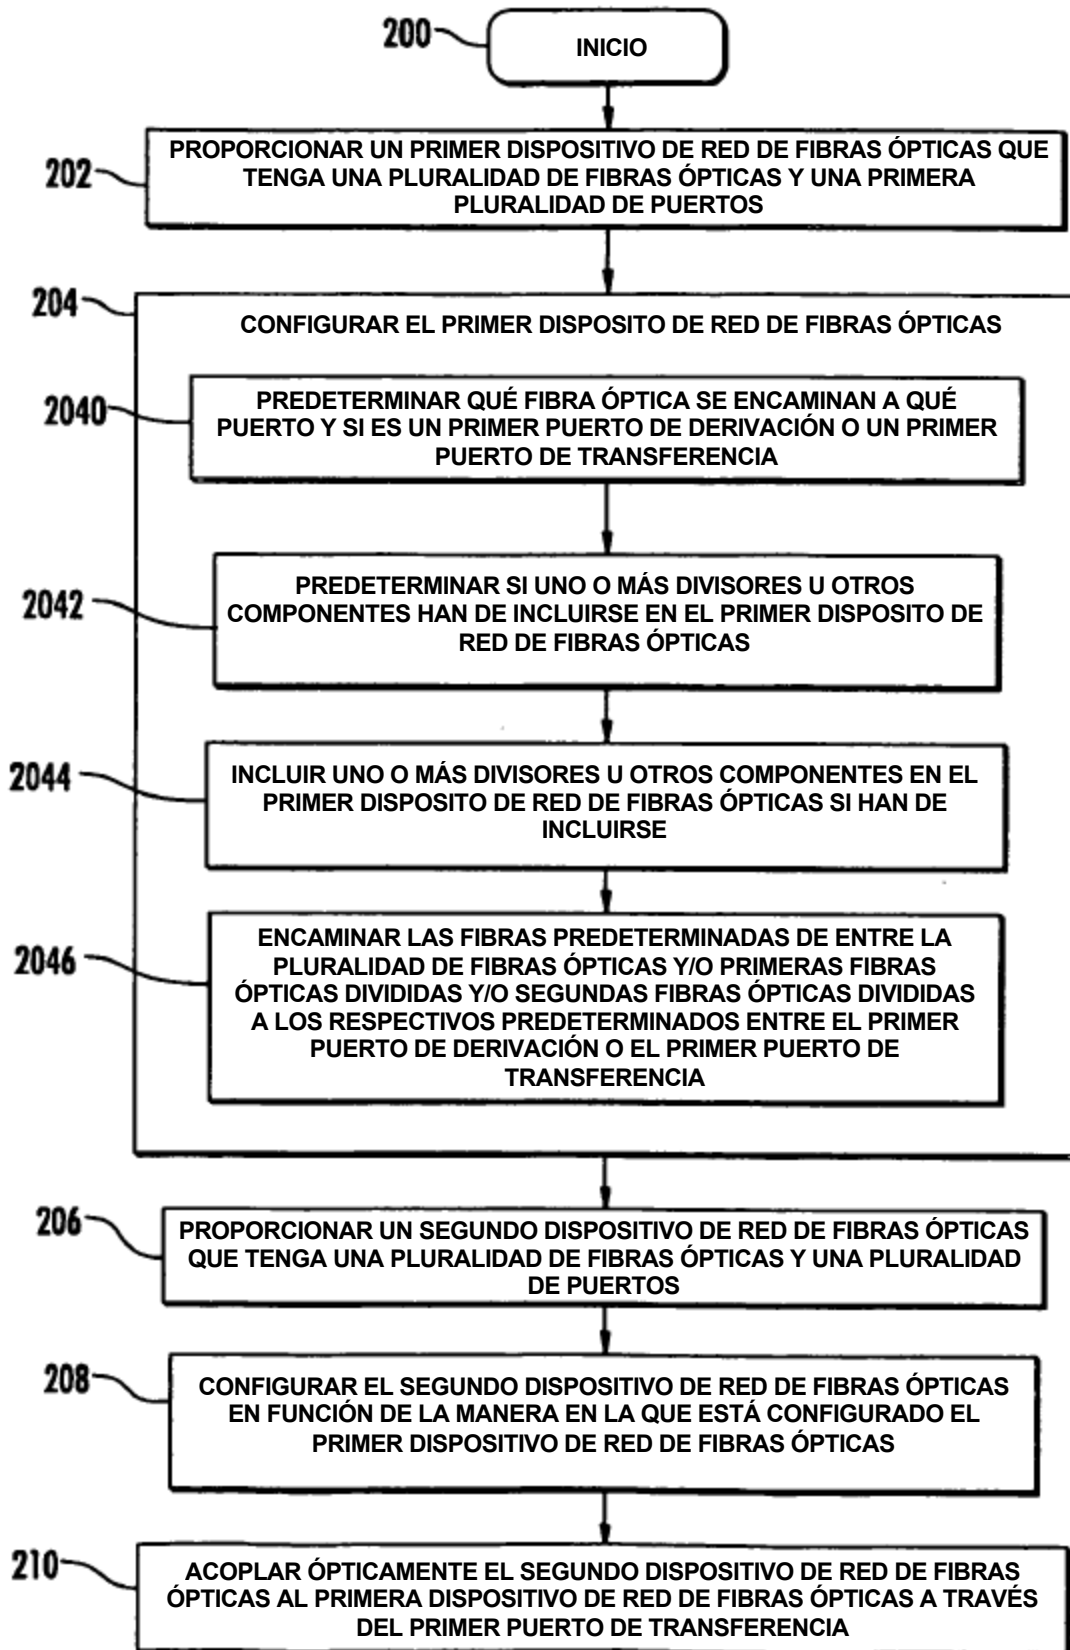 200
INICIO
202
PROPORCIONAR UN PRIMER DISPOSITIVO DE RED DE FIBRAS ÓPTICAS QUE
TENGA UNA PLURALIDAD DE FIBRAS ÓPTICAS Y UNA PRIMERA
PLURALIDAD DE PUERTOS
204
CONFIGURAR EL PRIMER DISPOSITO DE RED DE FIBRAS ÓPTICAS
2040
PREDETERMINAR QUÉ FIBRA ÓPTICA SE ENCAMINAN A QUÉ
PUERTO Y SI ES UN PRIMER PUERTO DE DERIVACIÓN O UN PRIMER
PUERTO DE TRANSFERENCIA
2042
PREDETERMINAR SI UNO O MÁS DIVISORES U OTROS
COMPONENTES HAN DE INCLUIRSE EN EL PRIMER DISPOSITO DE
RED DE FIBRAS ÓPTICAS
2044
INCLUIR UNO O MÁS DIVISORES U OTROS COMPONENTES EN EL
PRIMER DISPOSITO DE RED DE FIBRAS ÓPTICAS SI HAN DE
INCLUIRSE
2046
ENCAMINAR LAS FIBRAS PREDETERMINADAS DE ENTRE LA
PLURALIDAD DE FIBRAS ÓPTICAS Y/O PRIMERAS FIBRAS
ÓPTICAS DIVIDIDAS Y/O SEGUNDAS FIBRAS ÓPTICAS DIVIDIDAS
A LOS RESPECTIVOS PREDETERMINADOS ENTRE EL PRIMER
PUERTO DE DERIVACIÓN O EL PRIMER PUERTO DE
TRANSFERENCIA
206
PROPORCIONAR UN SEGUNDO DISPOSITIVO DE RED DE FIBRAS ÓPTICAS
QUE TENGA UNA PLURALIDAD DE FIBRAS ÓPTICAS Y UNA PLURALIDAD
DE PUERTOS
208
CONFIGURAR EL SEGUNDO DISPOSITIVO DE RED DE FIBRAS ÓPTICAS
EN FUNCIÓN DE LA MANERA EN LA QUE ESTÁ CONFIGURADO EL
PRIMER DISPOSITIVO DE RED DE FIBRAS ÓPTICAS
210
ACOPLAR ÓPTICAMENTE EL SEGUNDO DISPOSITIVO DE RED DE FIBRAS
ÓPTICAS AL PRIMERA DISPOSITIVO DE RED DE FIBRAS ÓPTICAS A TRAVÉS
DEL PRIMER PUERTO DE TRANSFERENCIA